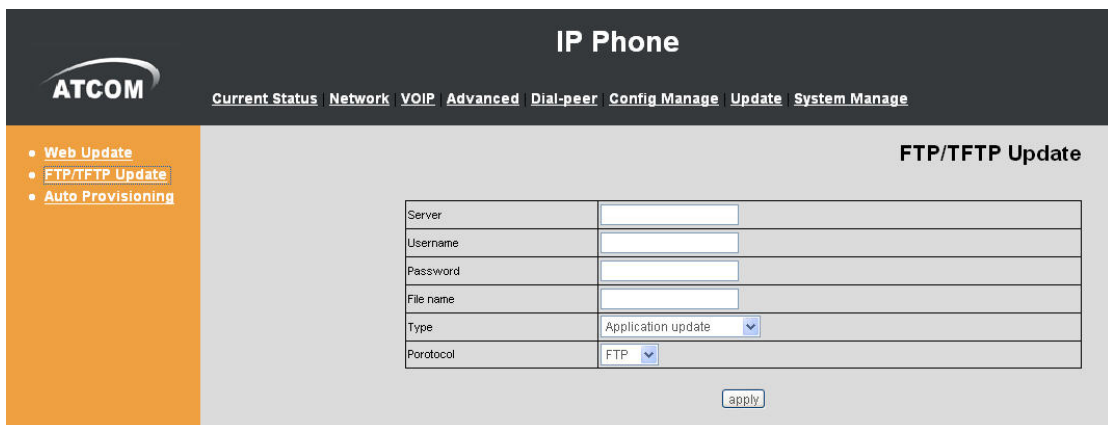 IP Phone
ATCOM
Current Status | Network | VOIP | Advanced | Dial-peer | Config Manage | Update | System Manage
Web Update
FTP/TFTP Update
Auto Provisioning
FTP/TFTP Update
Server
Username
Password
File name
Type Application update
Porotocol FTP
apply